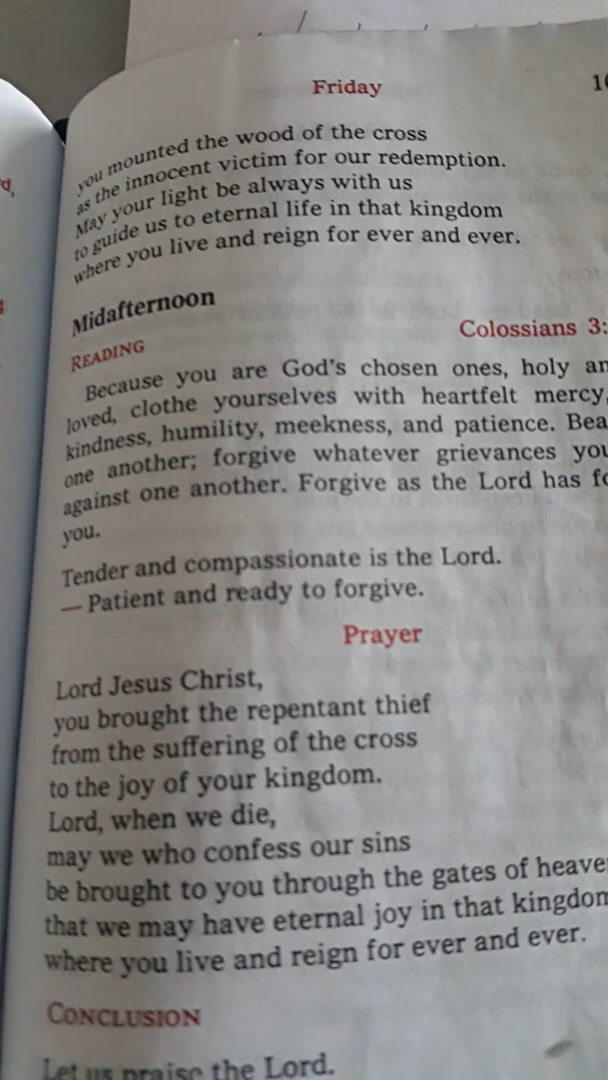 Friday
you mounted the wood of the cross
as the innocent victim for our redemption.
May your light be always with us
to guide us to eternal life in that kingdom
where you live and reign for ever and ever.
Midafternoon
Colossians 3:
READING
Because you are God's chosen ones, holy an
loved, clothe yourselves with heartfelt mercy,
kindness, humility, meekness, and patience. Bea
one another; forgive whatever grievances you
against one another. Forgive as the Lord has fo
you.
Tender and compassionate is the Lord.
— Patient and ready to forgive.
Prayer
Lord Jesus Christ,
you brought the repentant thief
from the suffering of the cross
to the joy of your kingdom.
Lord, when we die,
may we who confess our sins
be brought to you through the gates of heave
that we may have eternal joy in that kingdom
where you live and reign for ever and ever.
CONCLUSION
Let us praise the Lord.